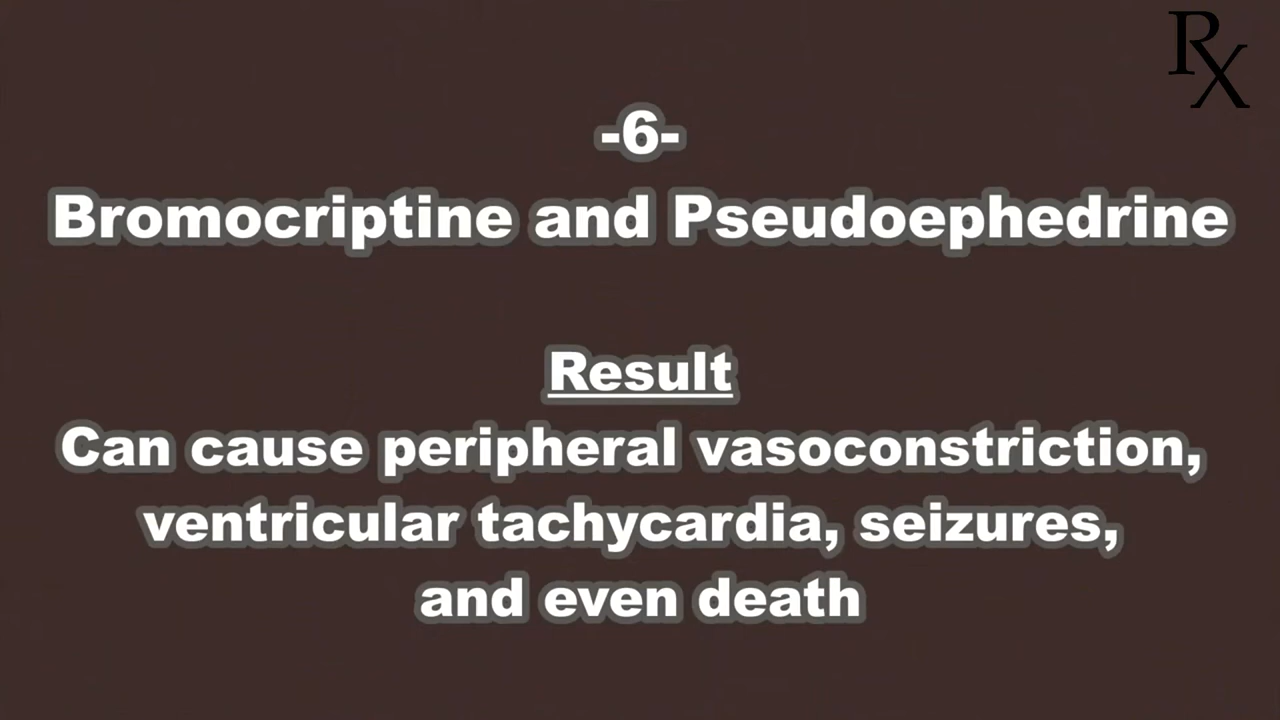 Rx
-6-
Bromocriptine and Pseudoephedrine
Result
Can cause peripheral vasoconstriction,
ventricular tachycardia, seizures,
and even death